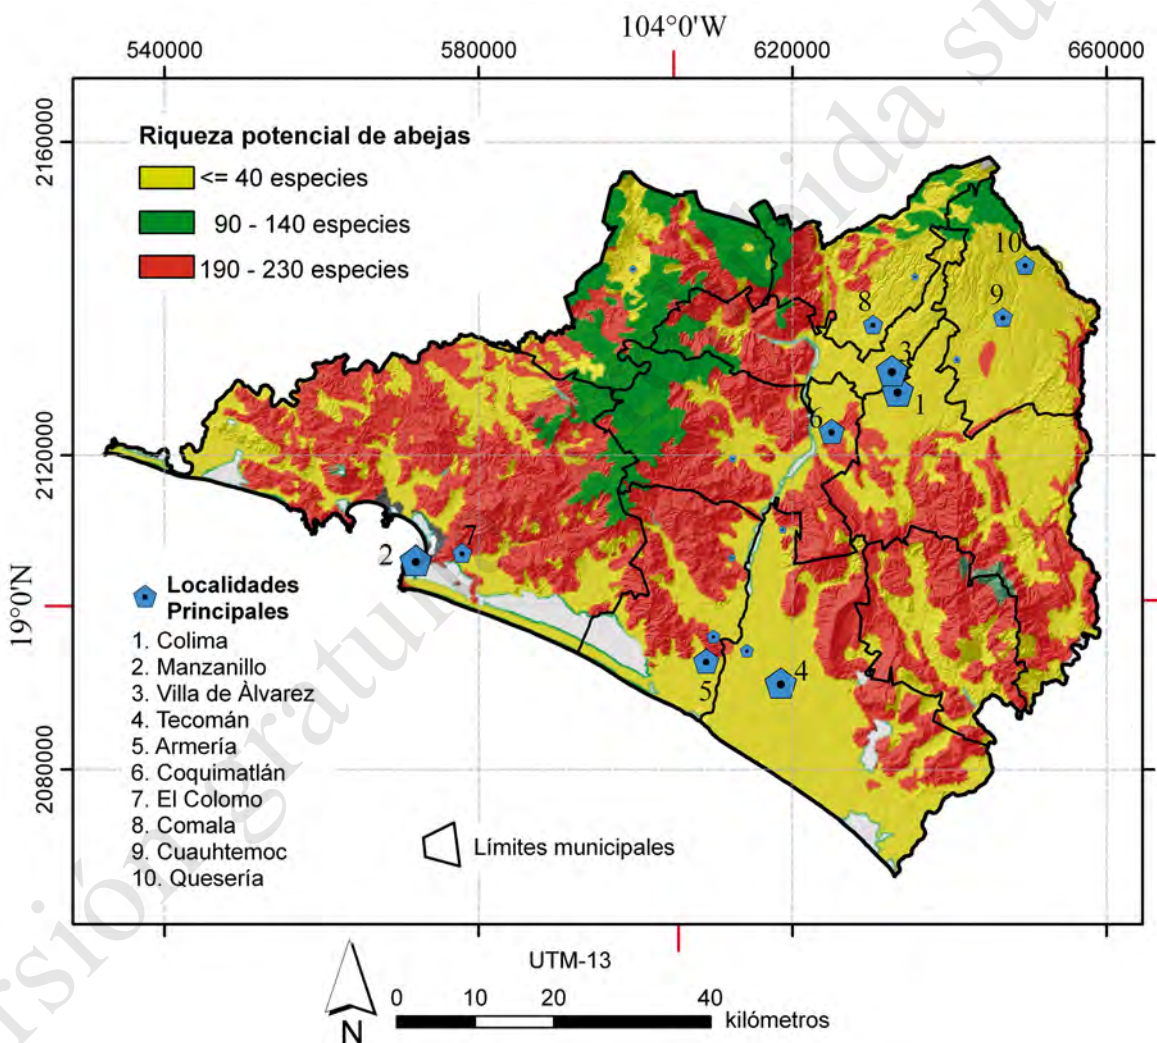 104°0'W
540000
580000
620000
660000
2160000
2120000
2080000
19°0'N
Riqueza potencial de abejas
<= 40 especies
90 - 140 especies
190 - 230 especies
10
8
9
3
1
6
2
7
5
4
Localidades
Principales
1. Colima
2. Manzanillo
3. Villa de Àlvarez
4. Tecomán
5. Armería
6. Coquimatlán
7. El Colomo
8. Comala
9. Cuauhtemoc
10. Quesería
Límites municipales
UTM-13
N
0
10
20
40
kilómetros